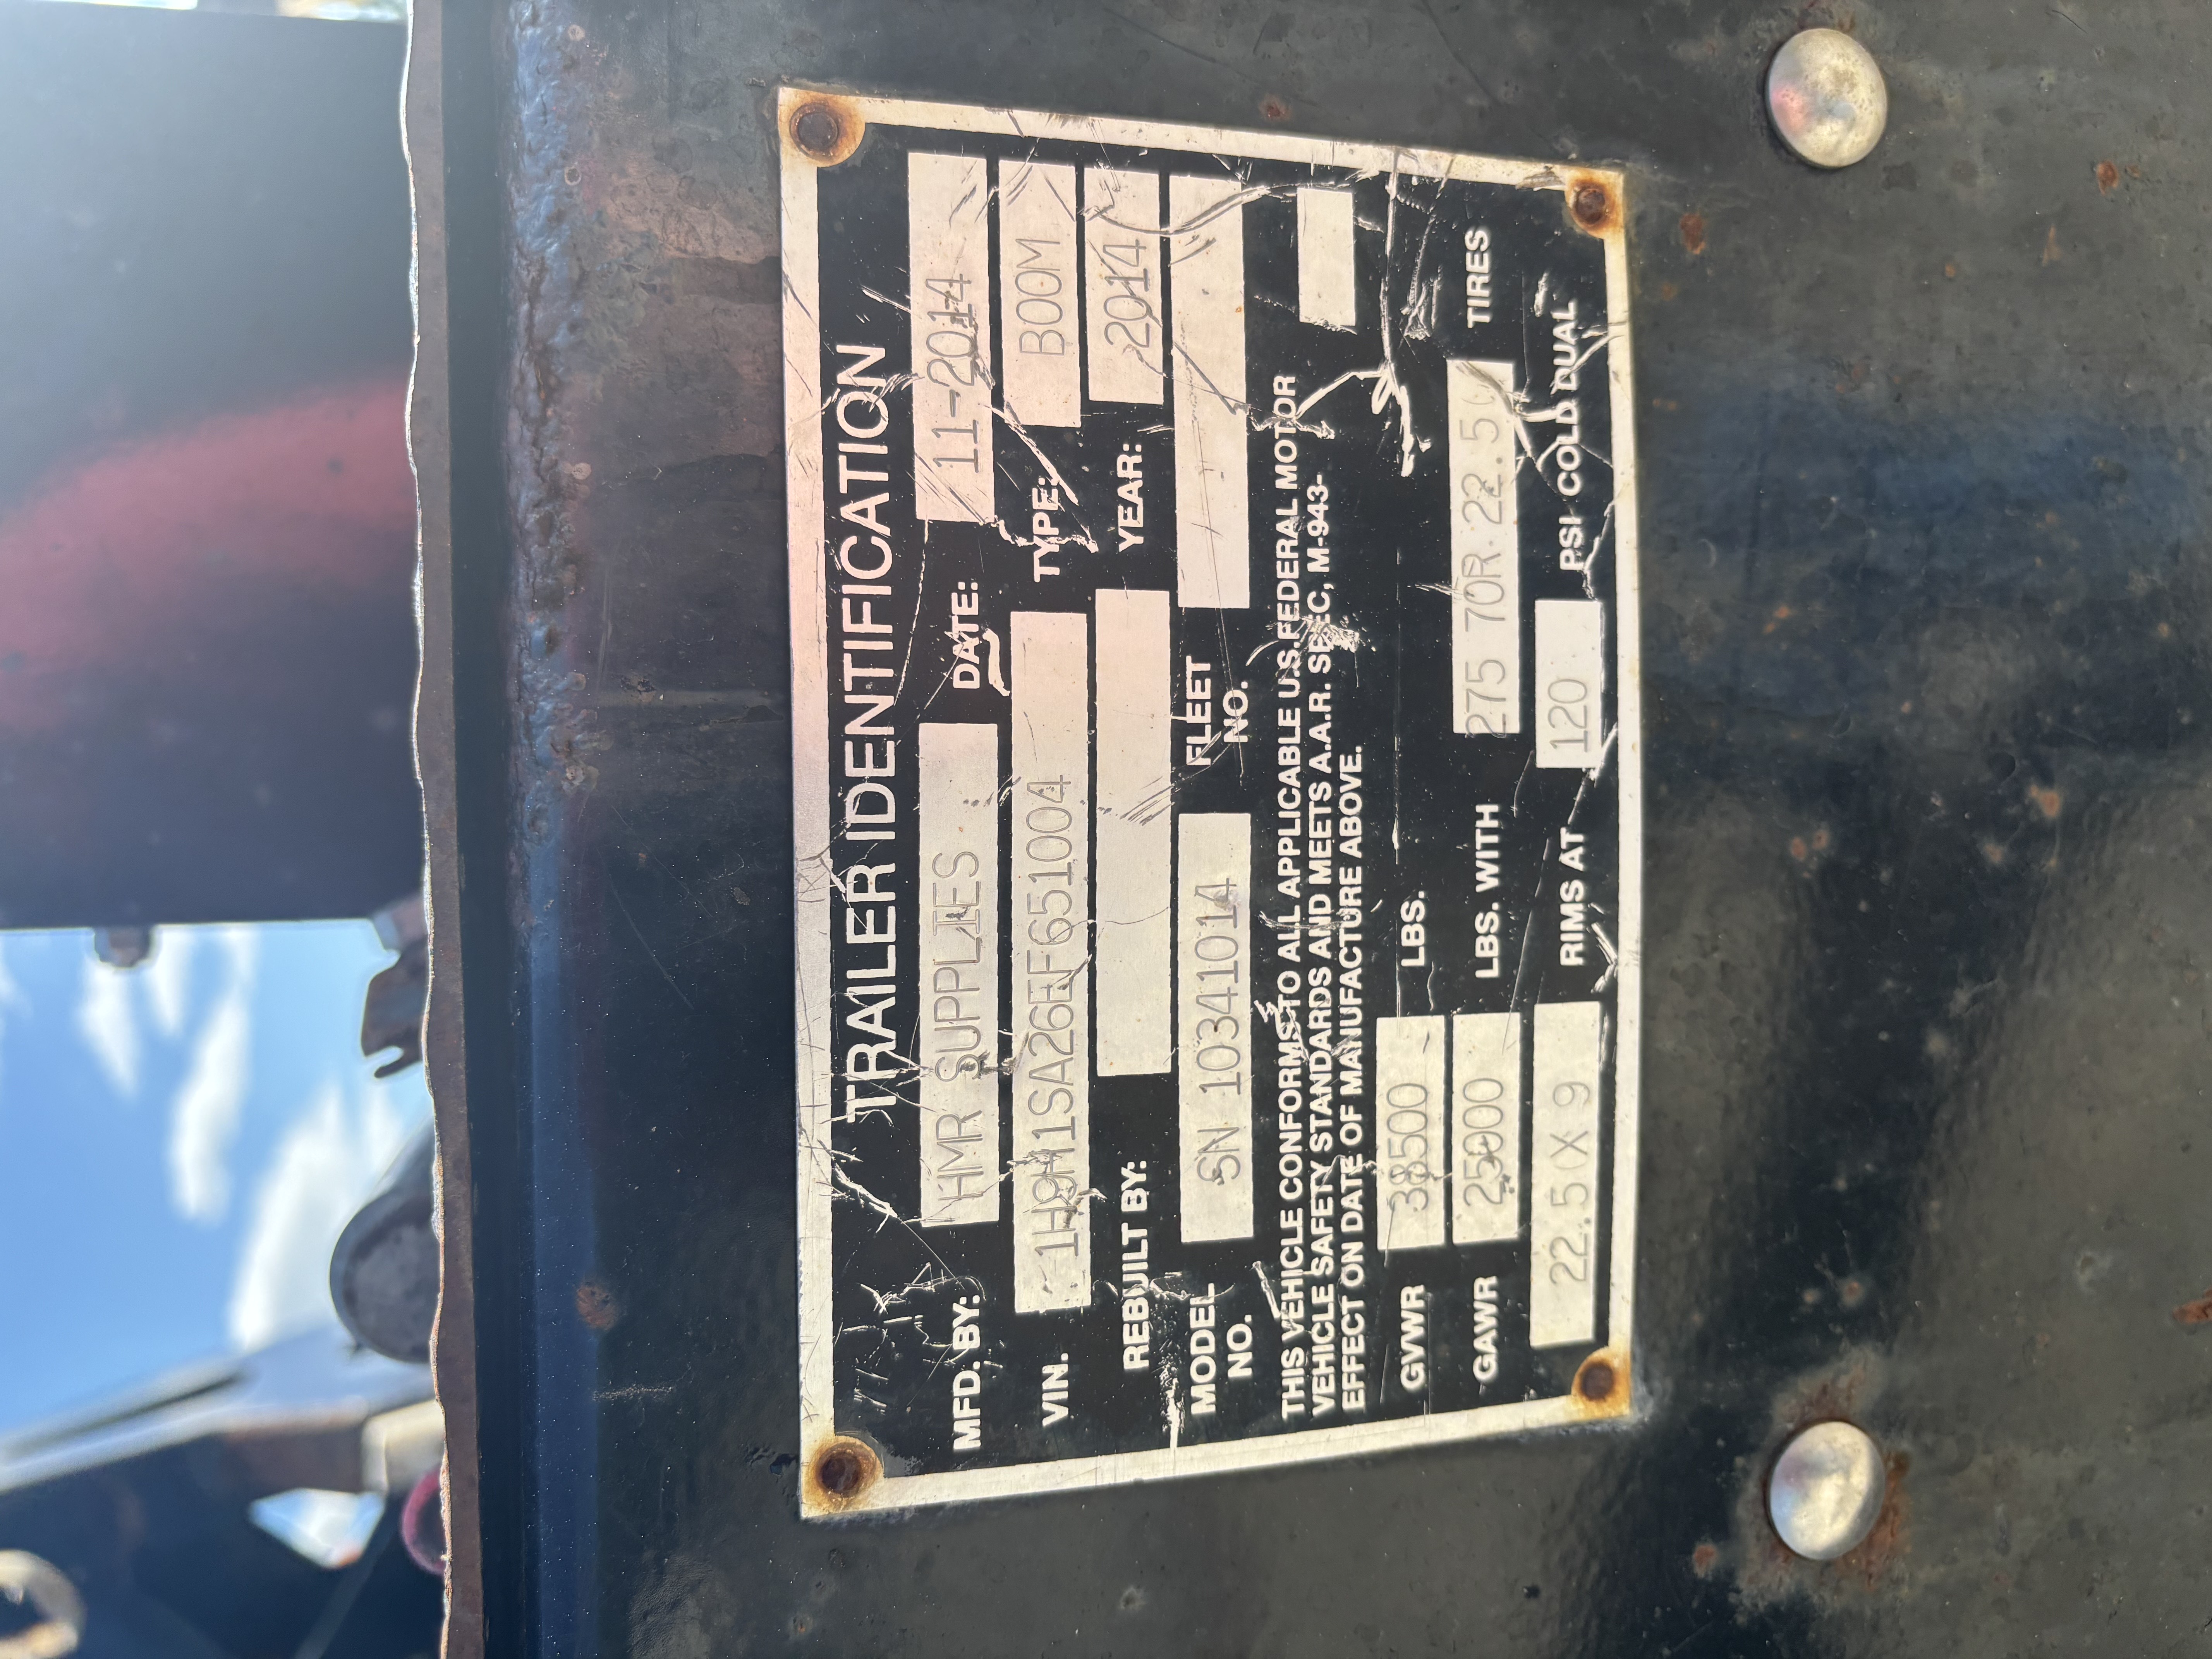 TRAILER IDENTIFICATION
MFD. BY: HMR SUPPLIES DATE: 11-2014
VIN. 1H9H1SA26EF651004 TYPE: BOOM
REBUILT BY: YEAR: 2014
MODEL NO. SN 10341014 FLEET NO.
THIS VEHICLE CONFORMS TO ALL APPLICABLE U.S. FEDERAL MOTOR
VEHICLE SAFETY STANDARDS AND MEETS A.A.R. SPEC, M-943-
EFFECT ON DATE OF MANUFACTURE ABOVE.
GVWR 38500 LBS.
GAWR 25000 LBS. WITH 275 70R.22.5 TIRES
22.5 X 9 RIMS AT 120 PSI COLD DUAL